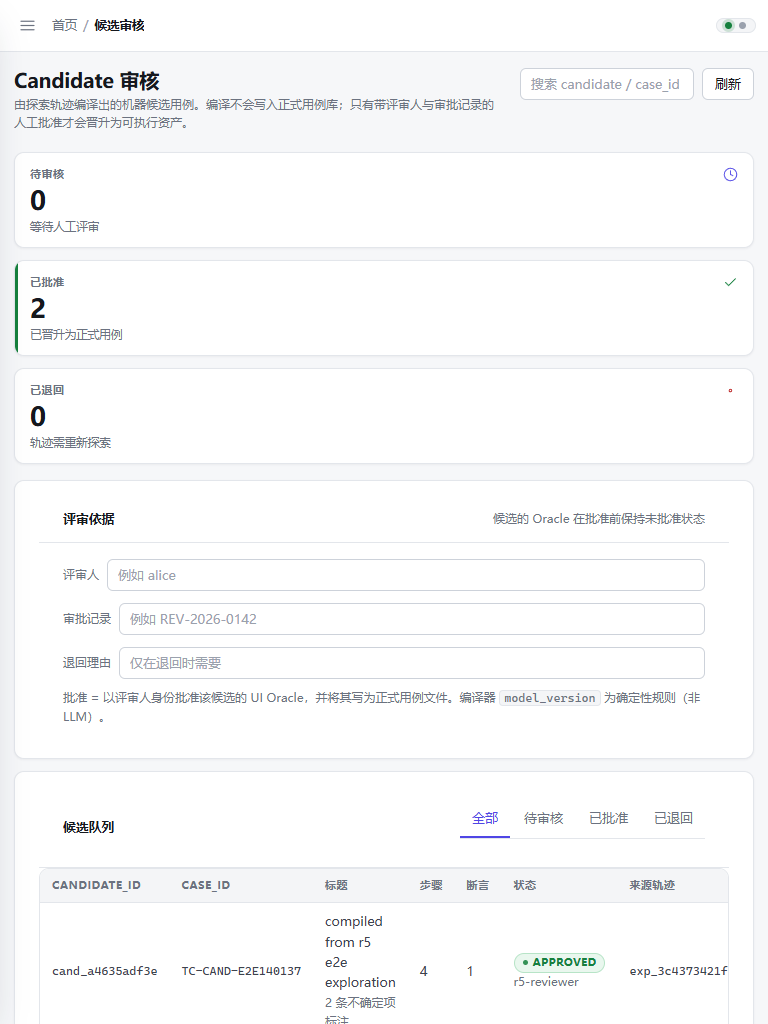 首页 / 候选审核
Candidate 审核
由探索轨迹编译出的机器候选用例。编译不会写入正式用例库；只有带评审人与审批记录的
人工批准才会晋升为可执行资产。
搜索 candidate / case_id
刷新
待审核
0
等待人工评审
已批准
2
已晋升为正式用例
已退回
0
轨迹需重新探索
评审依据
候选的 Oracle 在批准前保持未批准状态
评审人
例如 alice
审批记录
例如 REV-2026-0142
退回理由
仅在退回时需要
批准 = 以评审人身份批准该候选的 UI Oracle，并将其写为正式用例文件。编译器 model_version 为确定性规则（非
LLM）。
候选队列
全部 待审核 已批准 已退回
CANDIDATE_ID CASE_ID 标题 步骤 断言 状态 来源轨迹
cand_a4635adf3e
TC-CAND-E2E140137
compiled
from r5
e2e
exploration
2 条不确定项
标注
4
1
APPROVED
r5-reviewer
exp_3c4373421f